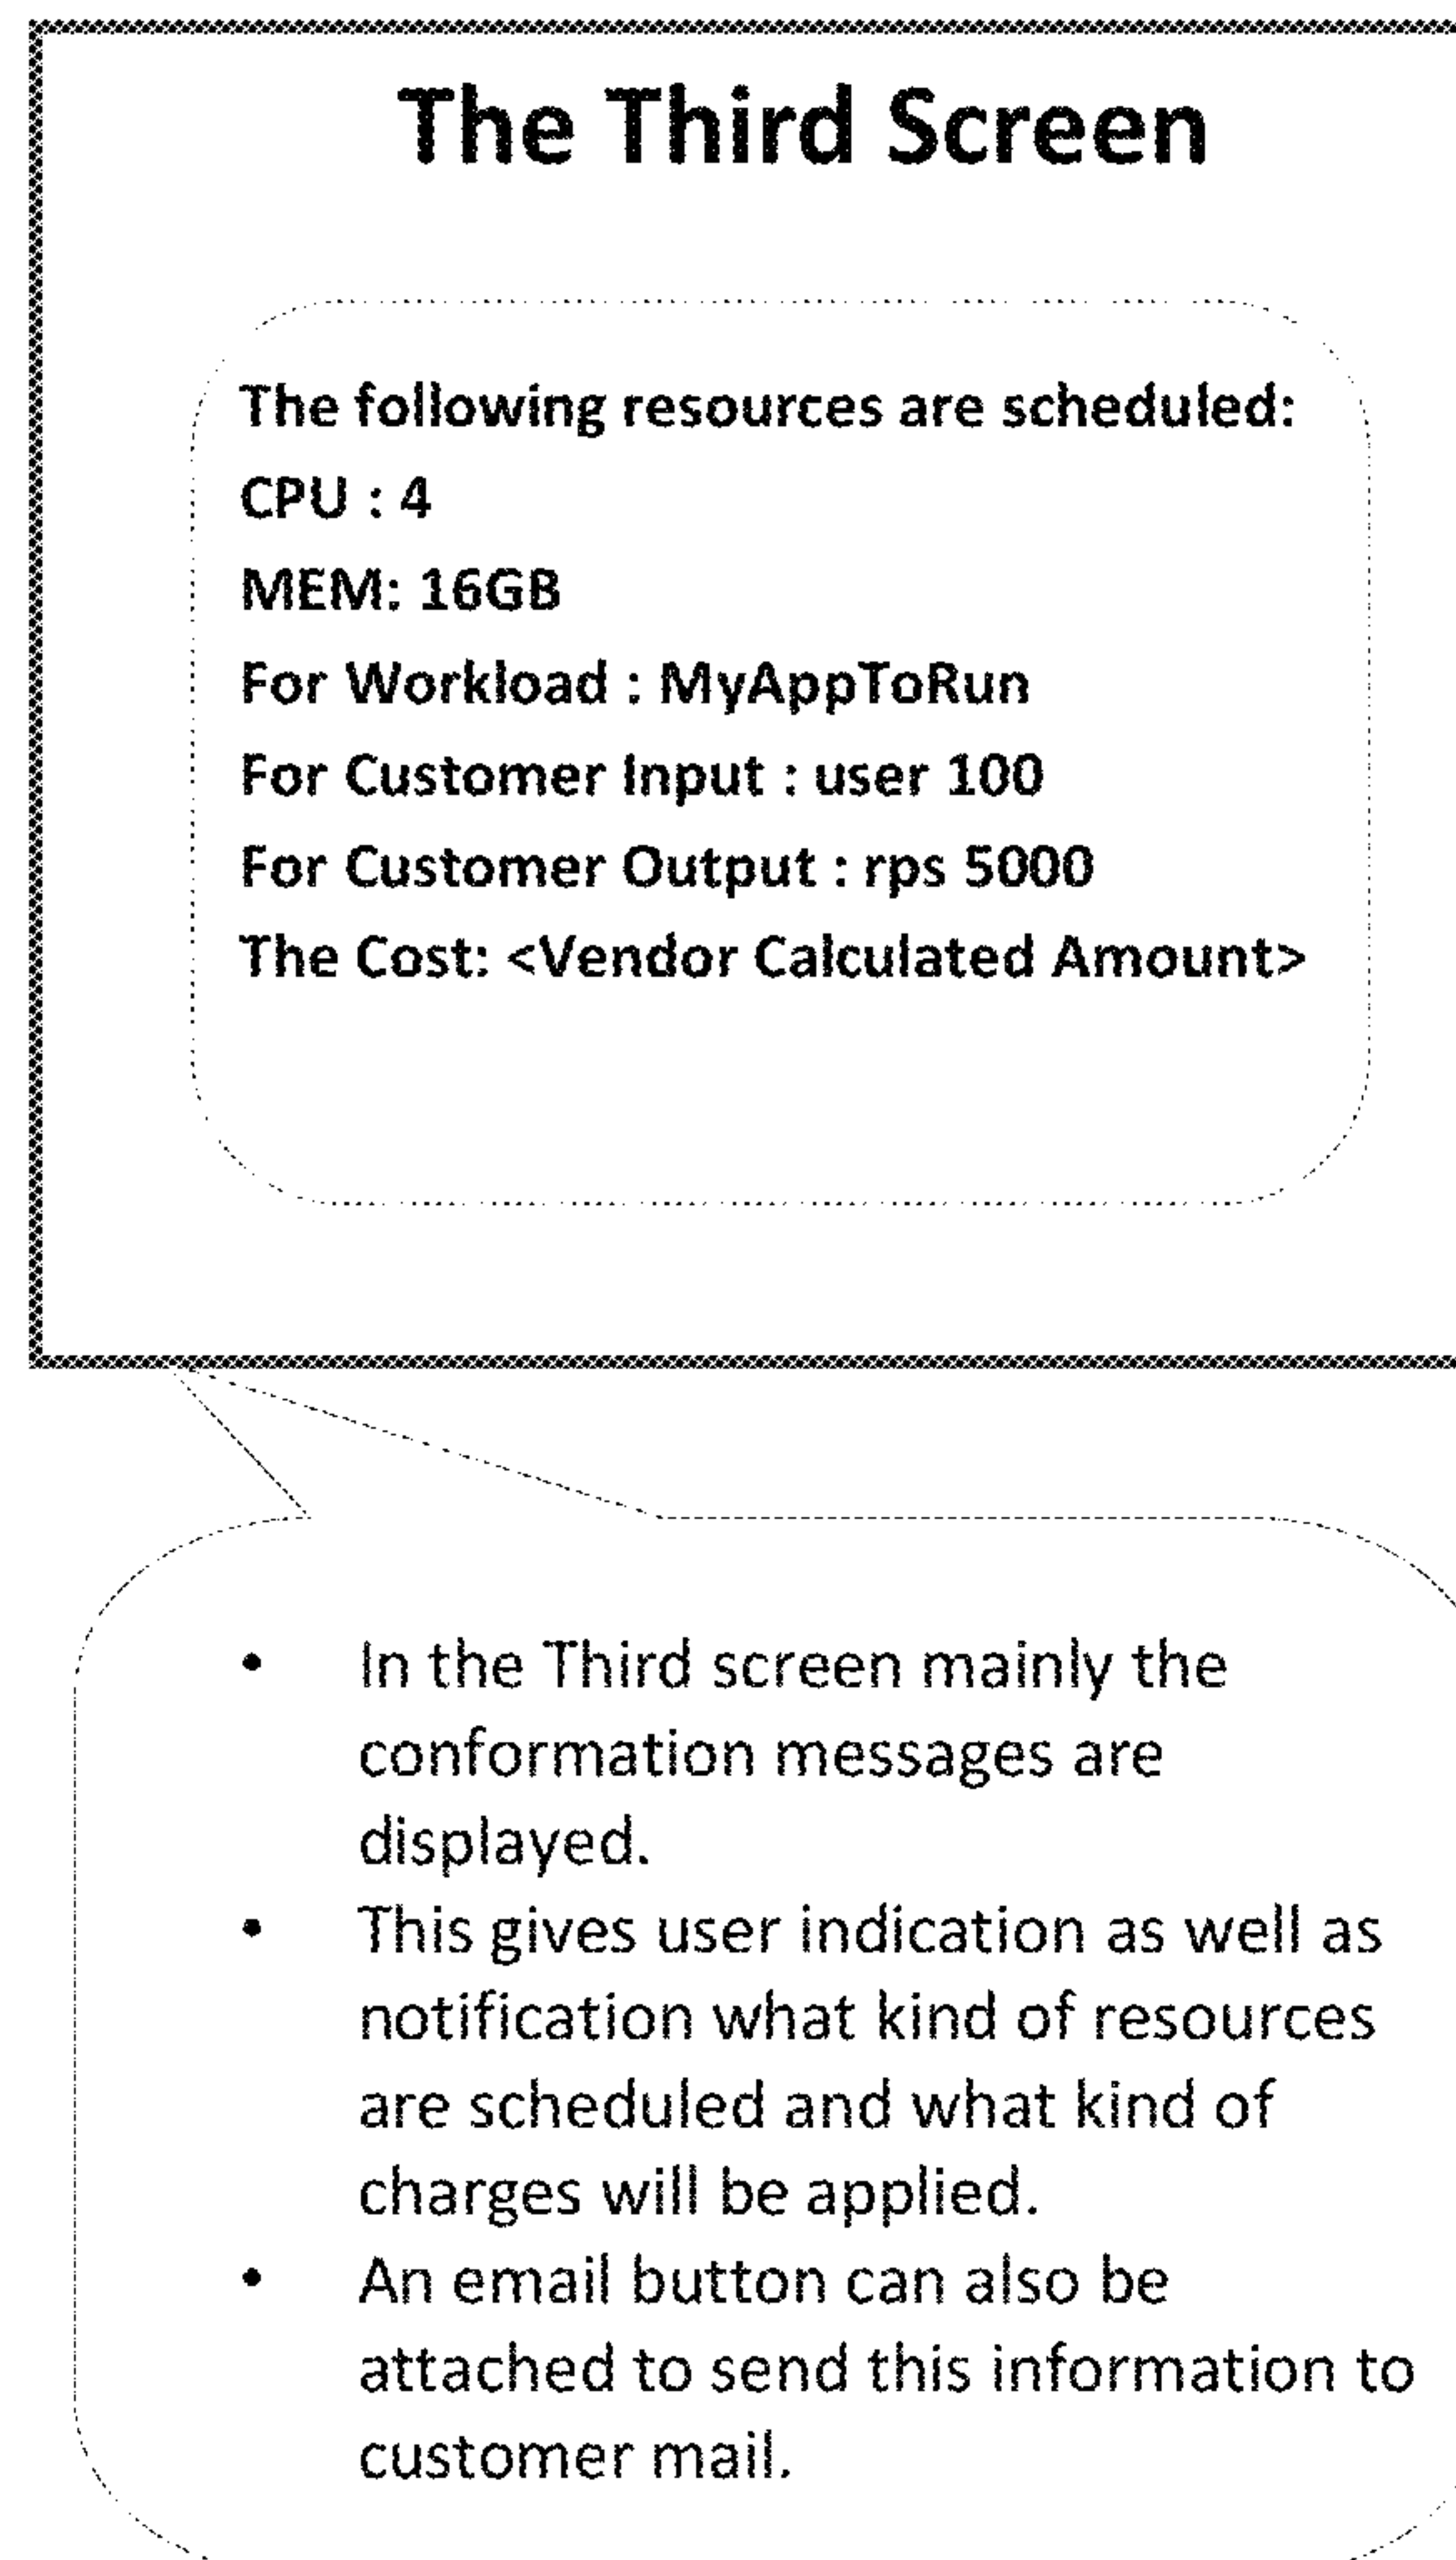 The Third Screen
The following resources are scheduled:
CPU : 4
MEM: 16GB
For Workload : MyAppToRun
For Customer Input : user 100
For Customer Output : rps 5000
The Cost: <Vendor Calculated Amount>
• In the Third screen mainly the
conformation messages are
displayed.
• This gives user indication as well as
notification what kind of resources
are scheduled and what kind of
charges will be applied.
• An email button can also be
attached to send this information to
customer mail.